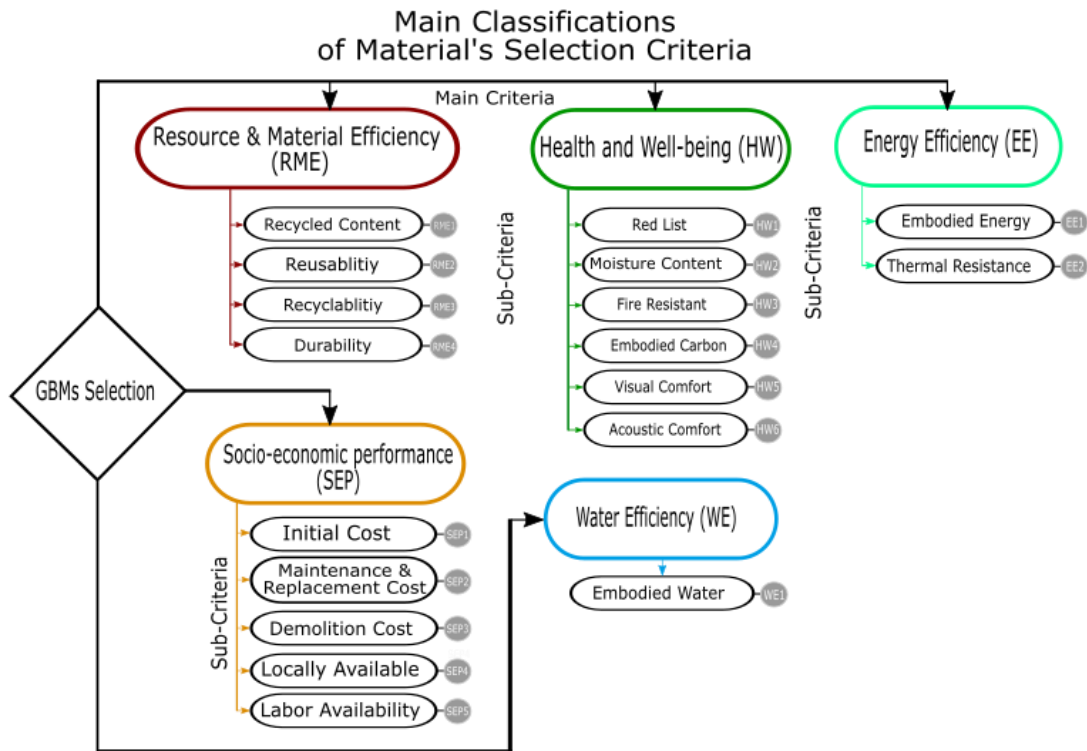 Main Classifications
of Material's Selection Criteria
Main Criteria
Resource & Material Efficiency
(RME)
Recycled Content
RME1
Reusablitiy
RME2
Recyclablitiy
RME3
Durability
RME4
Sub-Criteria
Health and Well-being (HW)
Red List
HW1
Moisture Content
HW2
Fire Resistant
HW3
Embodied Carbon
HW4
Visual Comfort
HW5
Acoustic Comfort
HW6
Sub-Criteria
Energy Efficiency (EE)
Embodied Energy
EE1
Thermal Resistance
EE2
GBMs Selection
Socio-economic performance
(SEP)
Sub-Criteria
Initial Cost
SEP1
Maintenance &
Replacement Cost
SEP2
Demolition Cost
SEP3
Locally Available
SEP4
Labor Availability
SEP5
Water Efficiency (WE)
Embodied Water
WE1